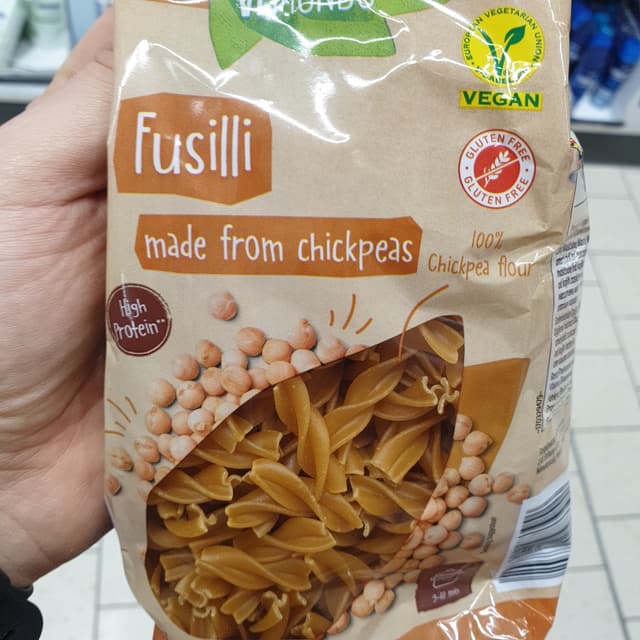 EUROPEAN VEGETARIAN UNION
VEGAN
Fusilli
GLUTEN FREE
GLUTEN FREE
made from chickpeas
100%
Chickpea flour
High
Protein**